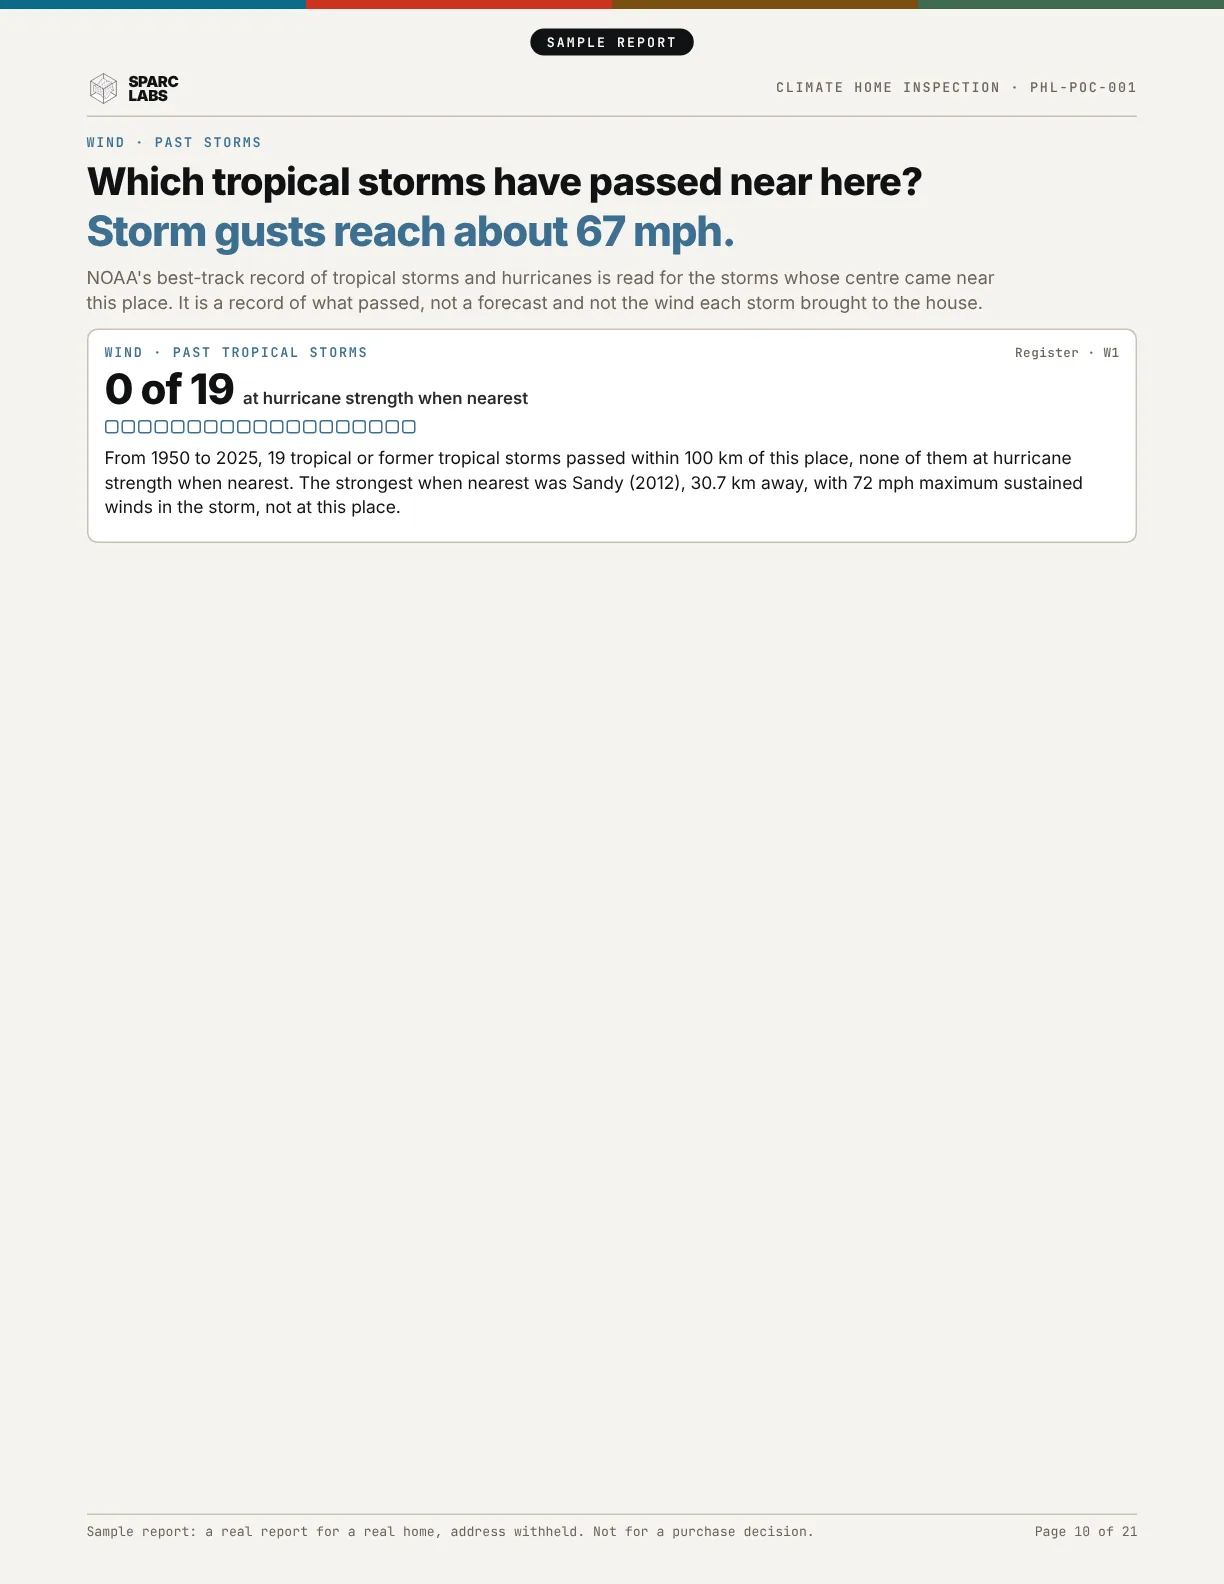 SAMPLE REPORT
SPARC
LABS
CLIMATE HOME INSPECTION · PHL-POC-001
WIND · PAST STORMS
Which tropical storms have passed near here?
Storm gusts reach about 67 mph.
NOAA's best-track record of tropical storms and hurricanes is read for the storms whose centre came near
this place. It is a record of what passed, not a forecast and not the wind each storm brought to the house.
WIND · PAST TROPICAL STORMS
Register · W1
0 of 19 at hurricane strength when nearest
From 1950 to 2025, 19 tropical or former tropical storms passed within 100 km of this place, none of them at hurricane
strength when nearest. The strongest when nearest was Sandy (2012), 30.7 km away, with 72 mph maximum sustained
winds in the storm, not at this place.
Sample report: a real report for a real home, address withheld. Not for a purchase decision.
Page 10 of 21